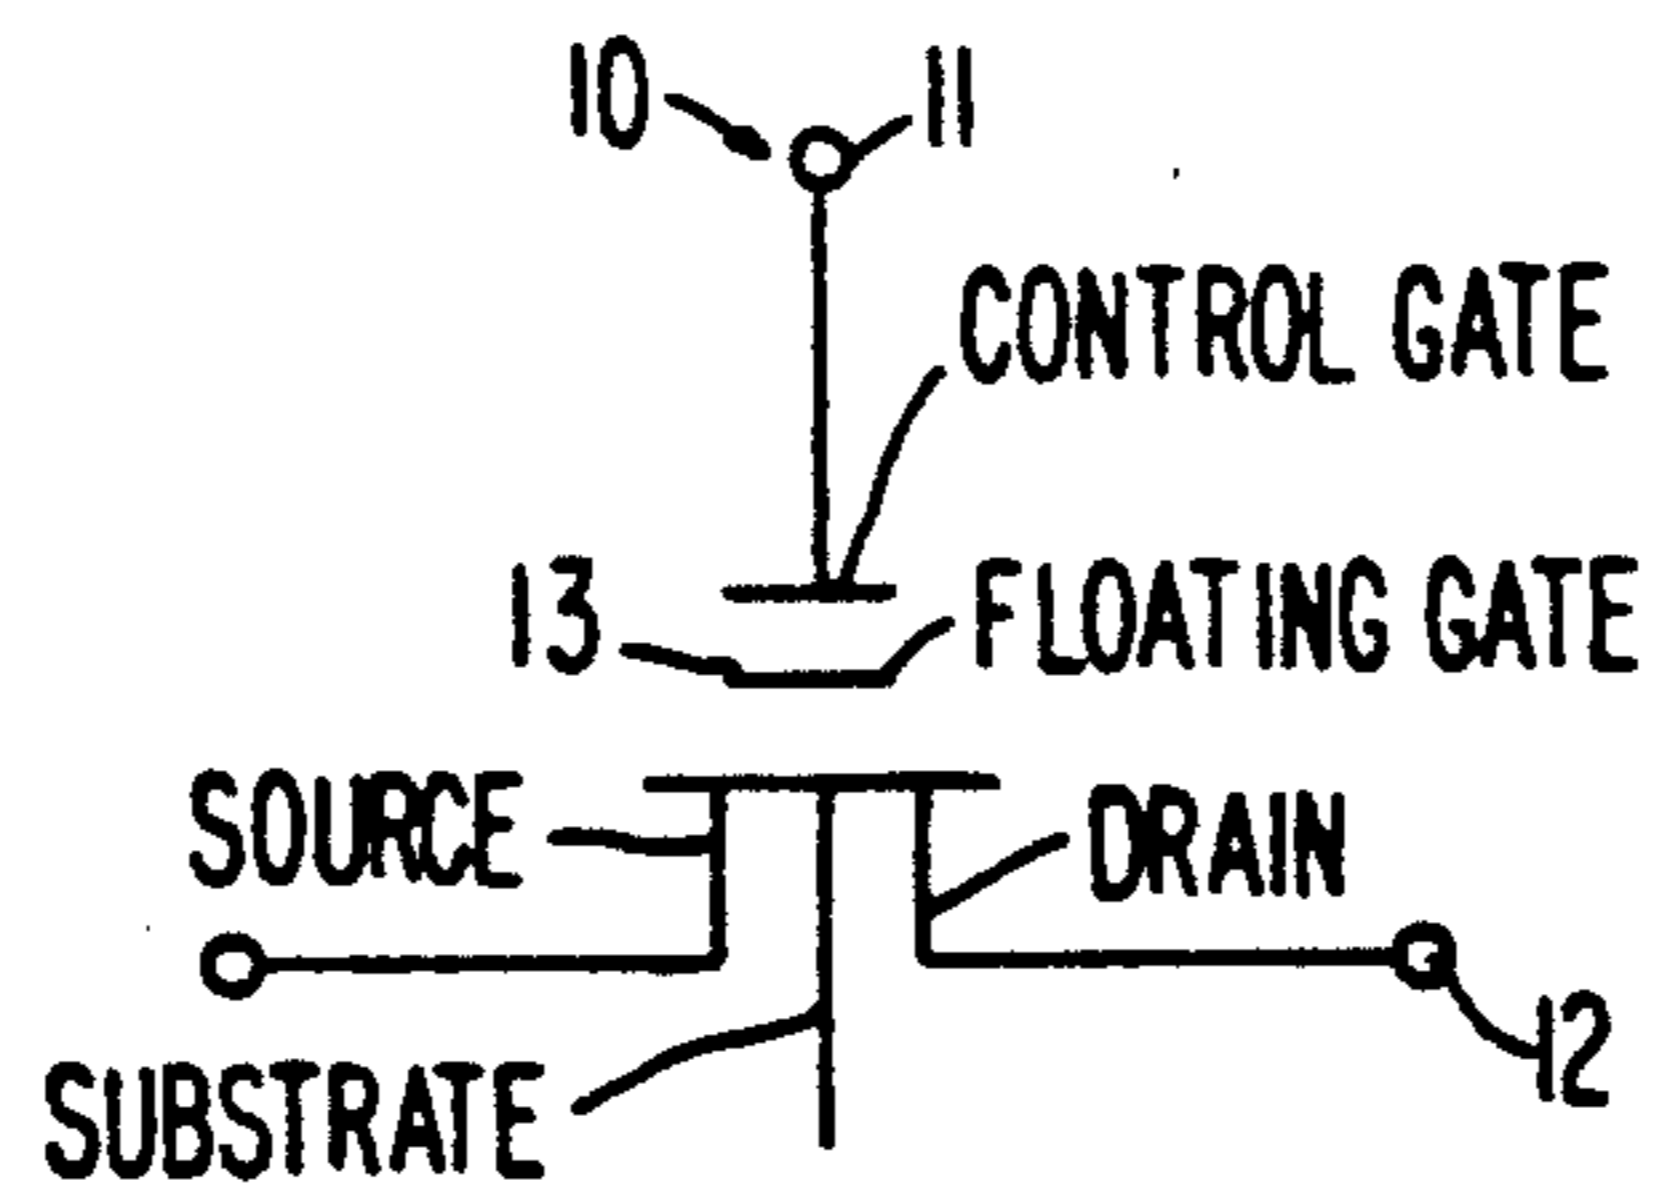 10
11
CONTROL GATE
13
FLOATING GATE
SOURCE
DRAIN
12
SUBSTRATE